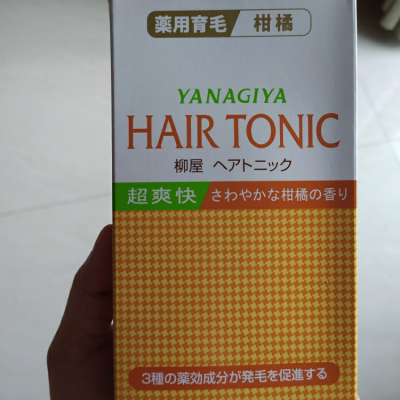 薬用育毛 柑橘
YANAGIYA
HAIR TONIC
柳屋 ヘアトニック
超爽快 さわやかな柑橘の香り
3種の薬効成分が発毛を促進する